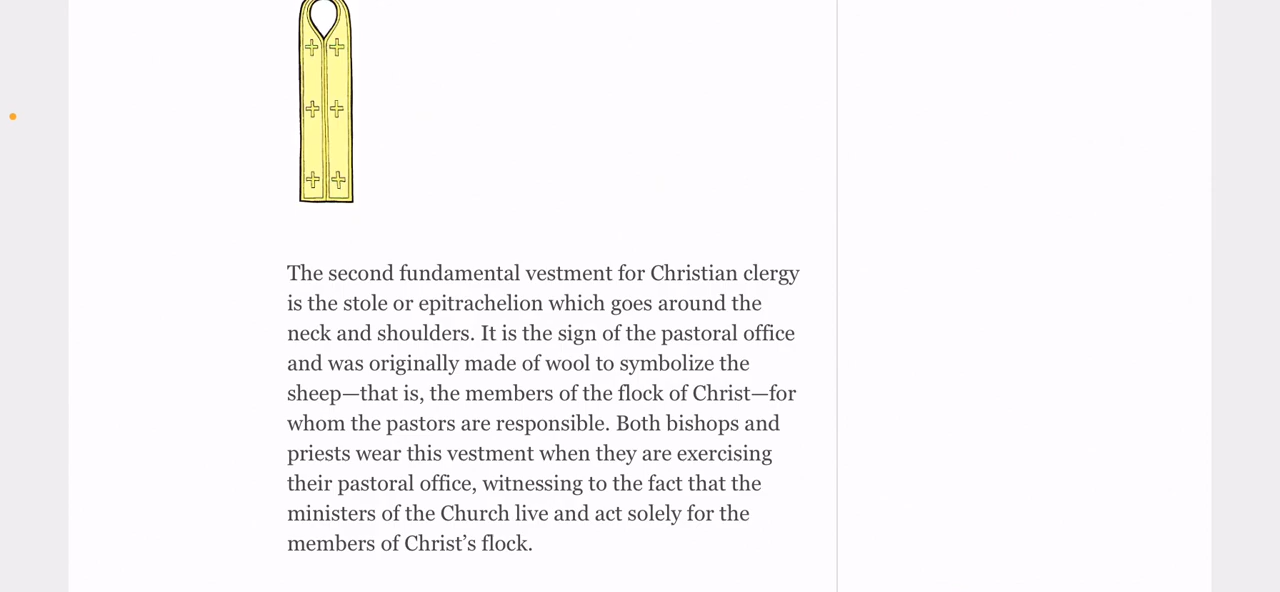 The second fundamental vestment for Christian clergy
is the stole or epitrachelion which goes around the
neck and shoulders. It is the sign of the pastoral office
and was originally made of wool to symbolize the
sheep—that is, the members of the flock of Christ—for
whom the pastors are responsible. Both bishops and
priests wear this vestment when they are exercising
their pastoral office, witnessing to the fact that the
ministers of the Church live and act solely for the
members of Christ’s flock.